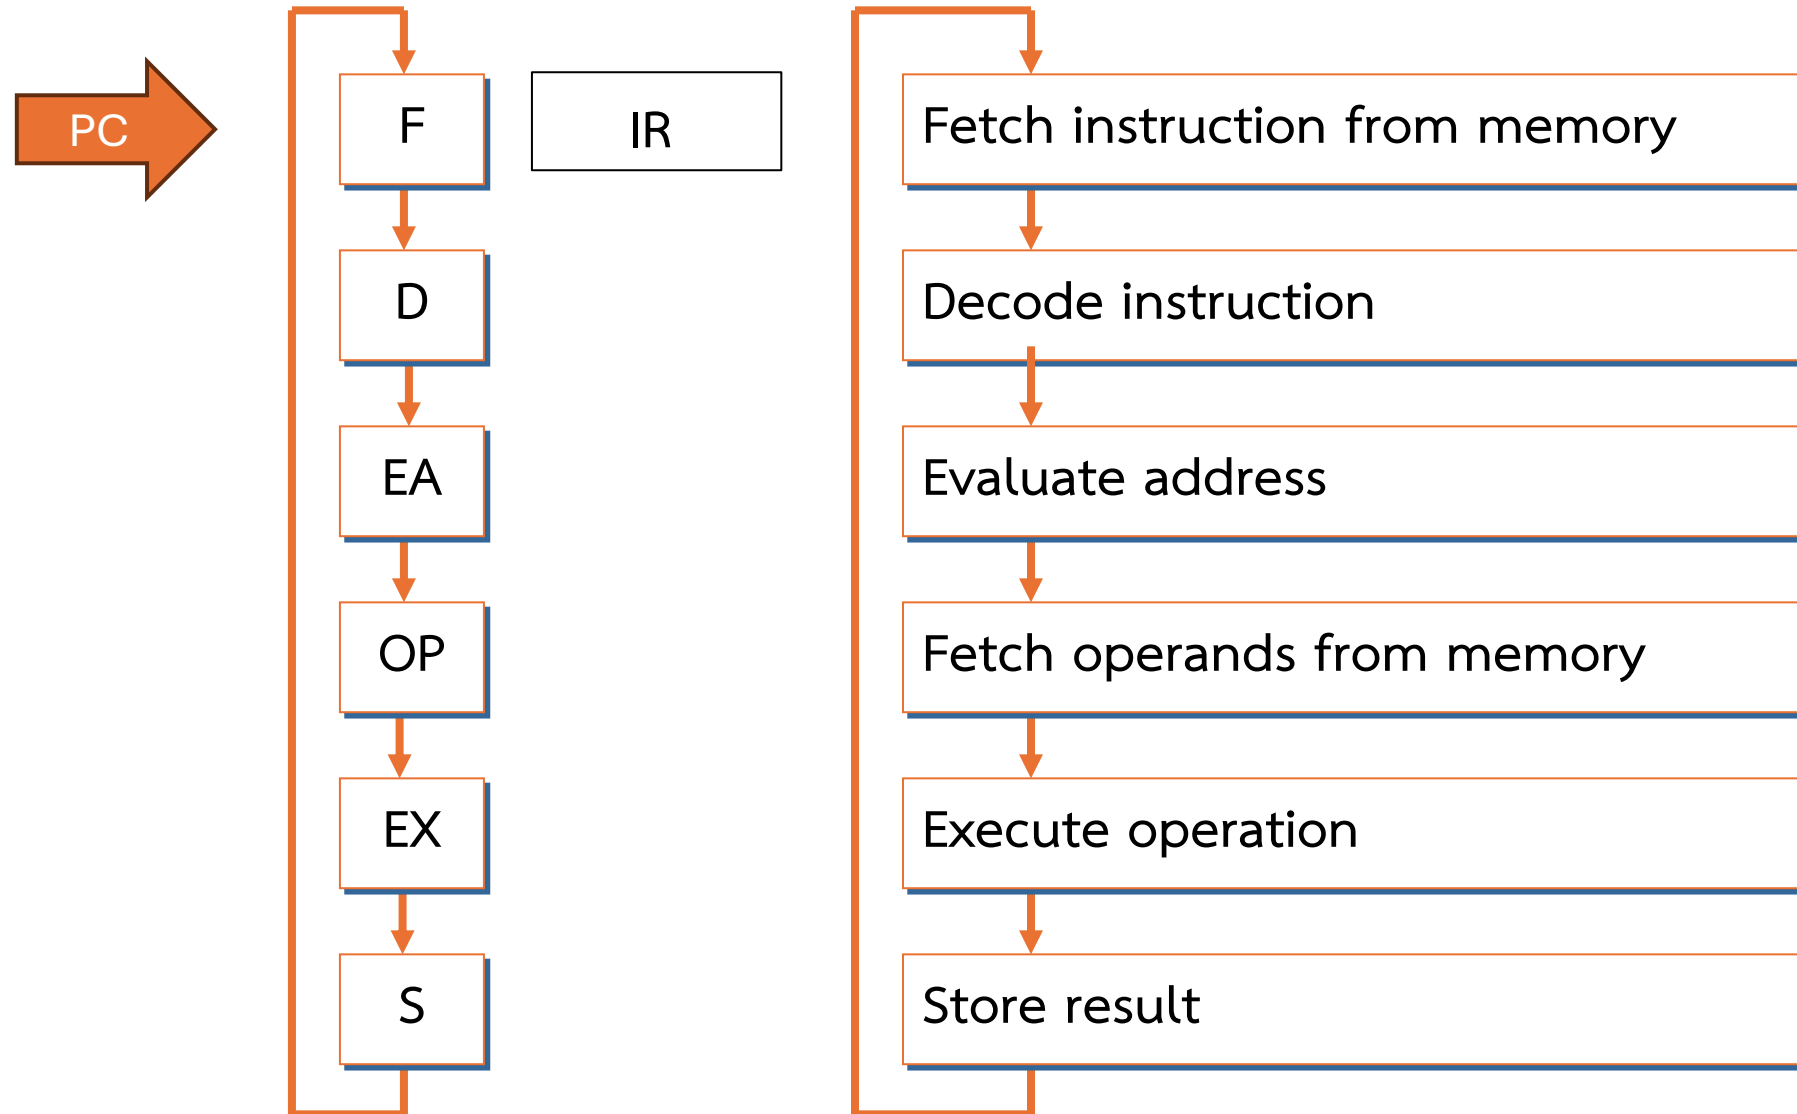 PC
F
IR
Fetch instruction from memory
D
Decode instruction
EA
Evaluate address
OP
Fetch operands from memory
EX
Execute operation
S
Store result